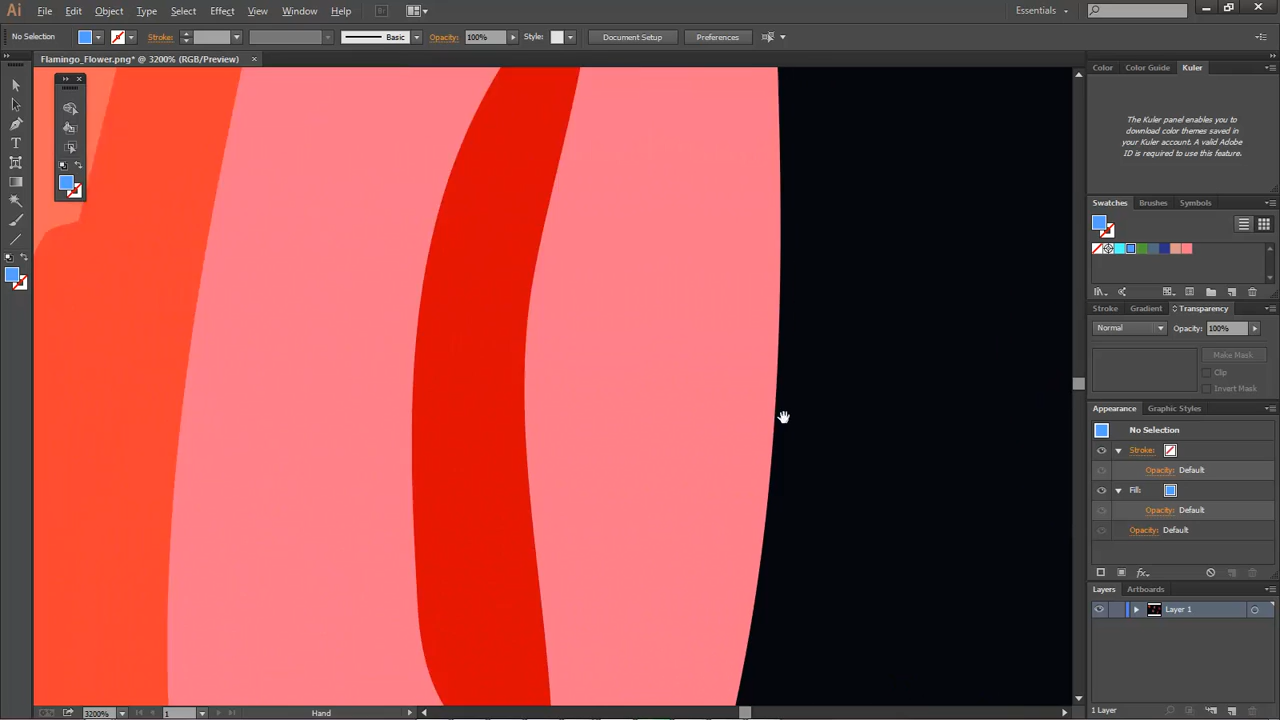 Ai File Edit Object Type Select Effect View Window Help Br Essentials
No Selection Stroke: Basic Opacity: 100% Style: Document Setup Preferences
Flamingo_Flower.png* @ 3200% (RGB/Preview)
Color Color Guide Kuler
The Kuler panel enables you to
download color themes saved in
your Kuler account. A valid Adobe
ID is required to use this feature.
Swatches Brushes Symbols
Stroke Gradient Transparency
Normal Opacity: 100%
Make Mask
Clip
Invert Mask
Appearance Graphic Styles
No Selection
Stroke:
Opacity: Default
Fill:
Opacity: Default
Opacity: Default
fx
Layers Artboards
Layer 1
1 Layer
3200% 1 Hand